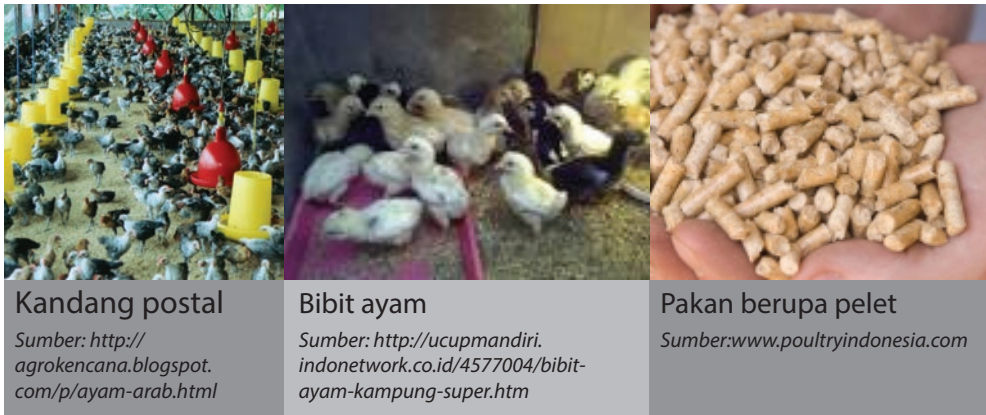 Kandang postal
Sumber: http://
agrokencana.blogspot.
com/p/ayam-arab.html
Bibit ayam
Sumber: http://ucupmandiri.
indonetwork.co.id/4577004/bibit-
ayam-kampung-super.htm
Pakan berupa pelet
Sumber:www.poultryindonesia.com